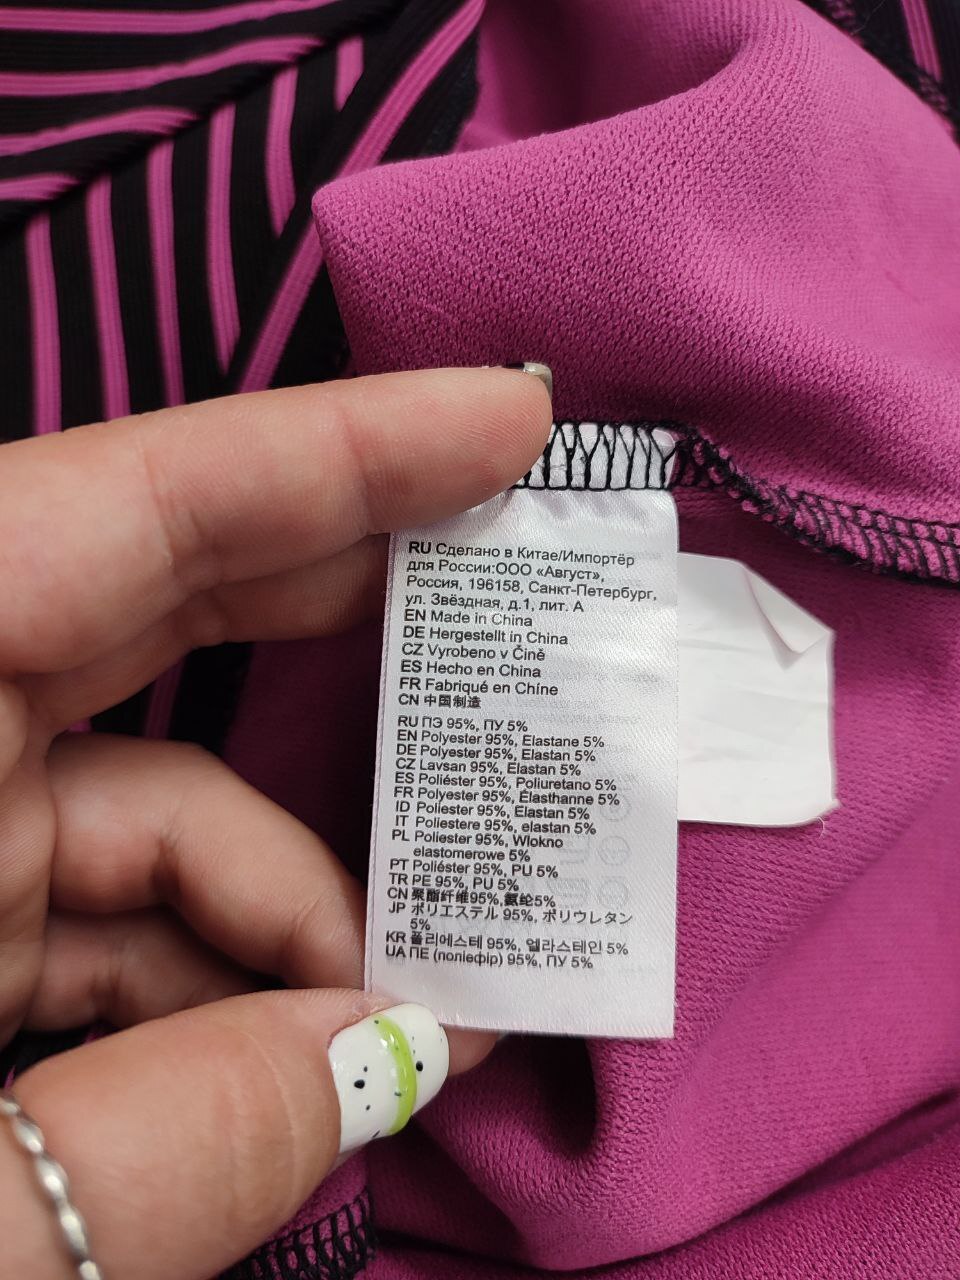 RU Сделано в Китае/Импортёр
для России:ООО «Август»,
Россия, 196158, Санкт-Петербург,
ул. Звёздная, д.1, лит. А
EN Made in China
DE Hergestellt in China
CZ Vyrobeno v Čině
ES Hecho en China
FR Fabriqué en Chíne
CN 中国制造
RU ПЭ 95%, ПУ 5%
EN Polyester 95%, Elastane 5%
DE Polyester 95%, Elastan 5%
CZ Lavsan 95%, Elastan 5%
ES Poliéster 95%, Poliuretano 5%
FR Polyester 95%, Élasthanne 5%
ID Poliester 95%, Elastan 5%
IT Poliestere 95%, elastan 5%
PL Poliester 95%, Wlokno
elastomerowe 5%
PT Poliéster 95%, PU 5%
TR PE 95%, PU 5%
CN 聚酯纤维95%,氨纶5%
JP ポリエステル 95%, ポリウレタン
5%
KR 폴리에스테 95%, 엘라스테인 5%
UA ПЕ (поліефір) 95%, ПУ 5%